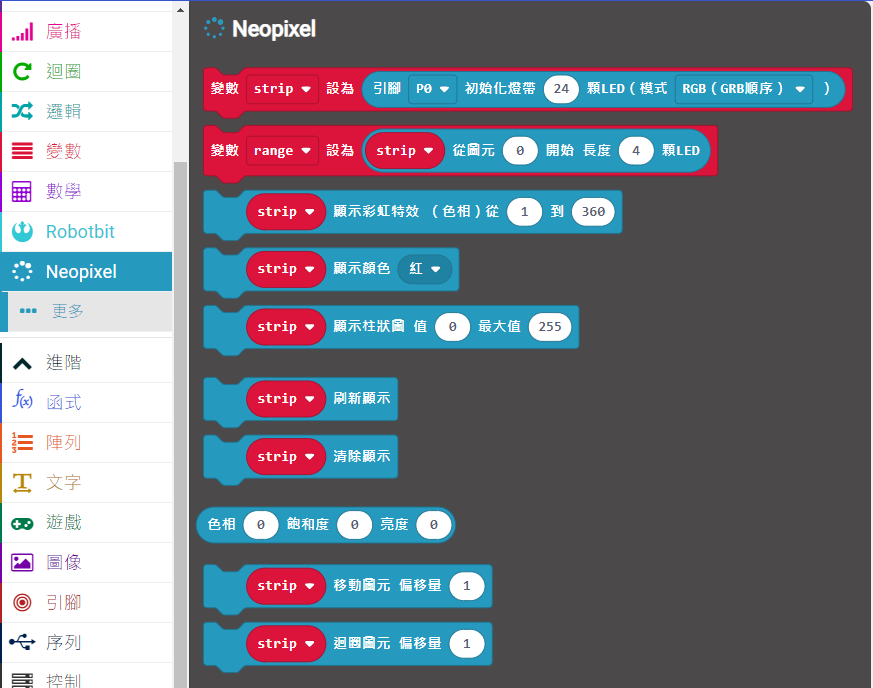 廣播
迴圈
邏輯
變數
數學
Robotbit
Neopixel
更多
進階
函式
陣列
文字
遊戲
圖像
引腳
序列
控制
Neopixel
變數 strip 設為 引腳 P0 初始化燈帶 24 顆LED(模式 RGB(GRB順序) )
變數 range 設為 strip 從圖元 0 開始 長度 4 顆LED
strip 顯示彩虹特效 (色相)從 1 到 360
strip 顯示顏色 紅
strip 顯示柱狀圖 值 0 最大值 255
strip 刷新顯示
strip 清除顯示
色相 0 飽和度 0 亮度 0
strip 移動圖元 偏移量 1
strip 迴圈圖元 偏移量 1